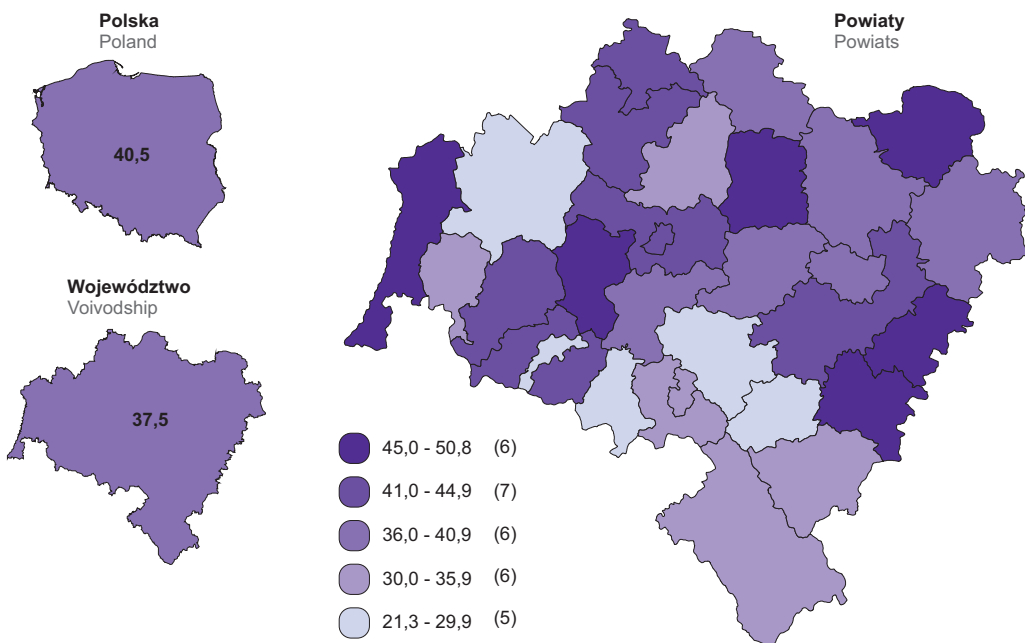 Polska
Poland
40,5
Województwo
Voivodship
37,5
Powiaty
Powiats
45,0 - 50,8 (6)
41,0 - 44,9 (7)
36,0 - 40,9 (6)
30,0 - 35,9 (6)
21,3 - 29,9 (5)